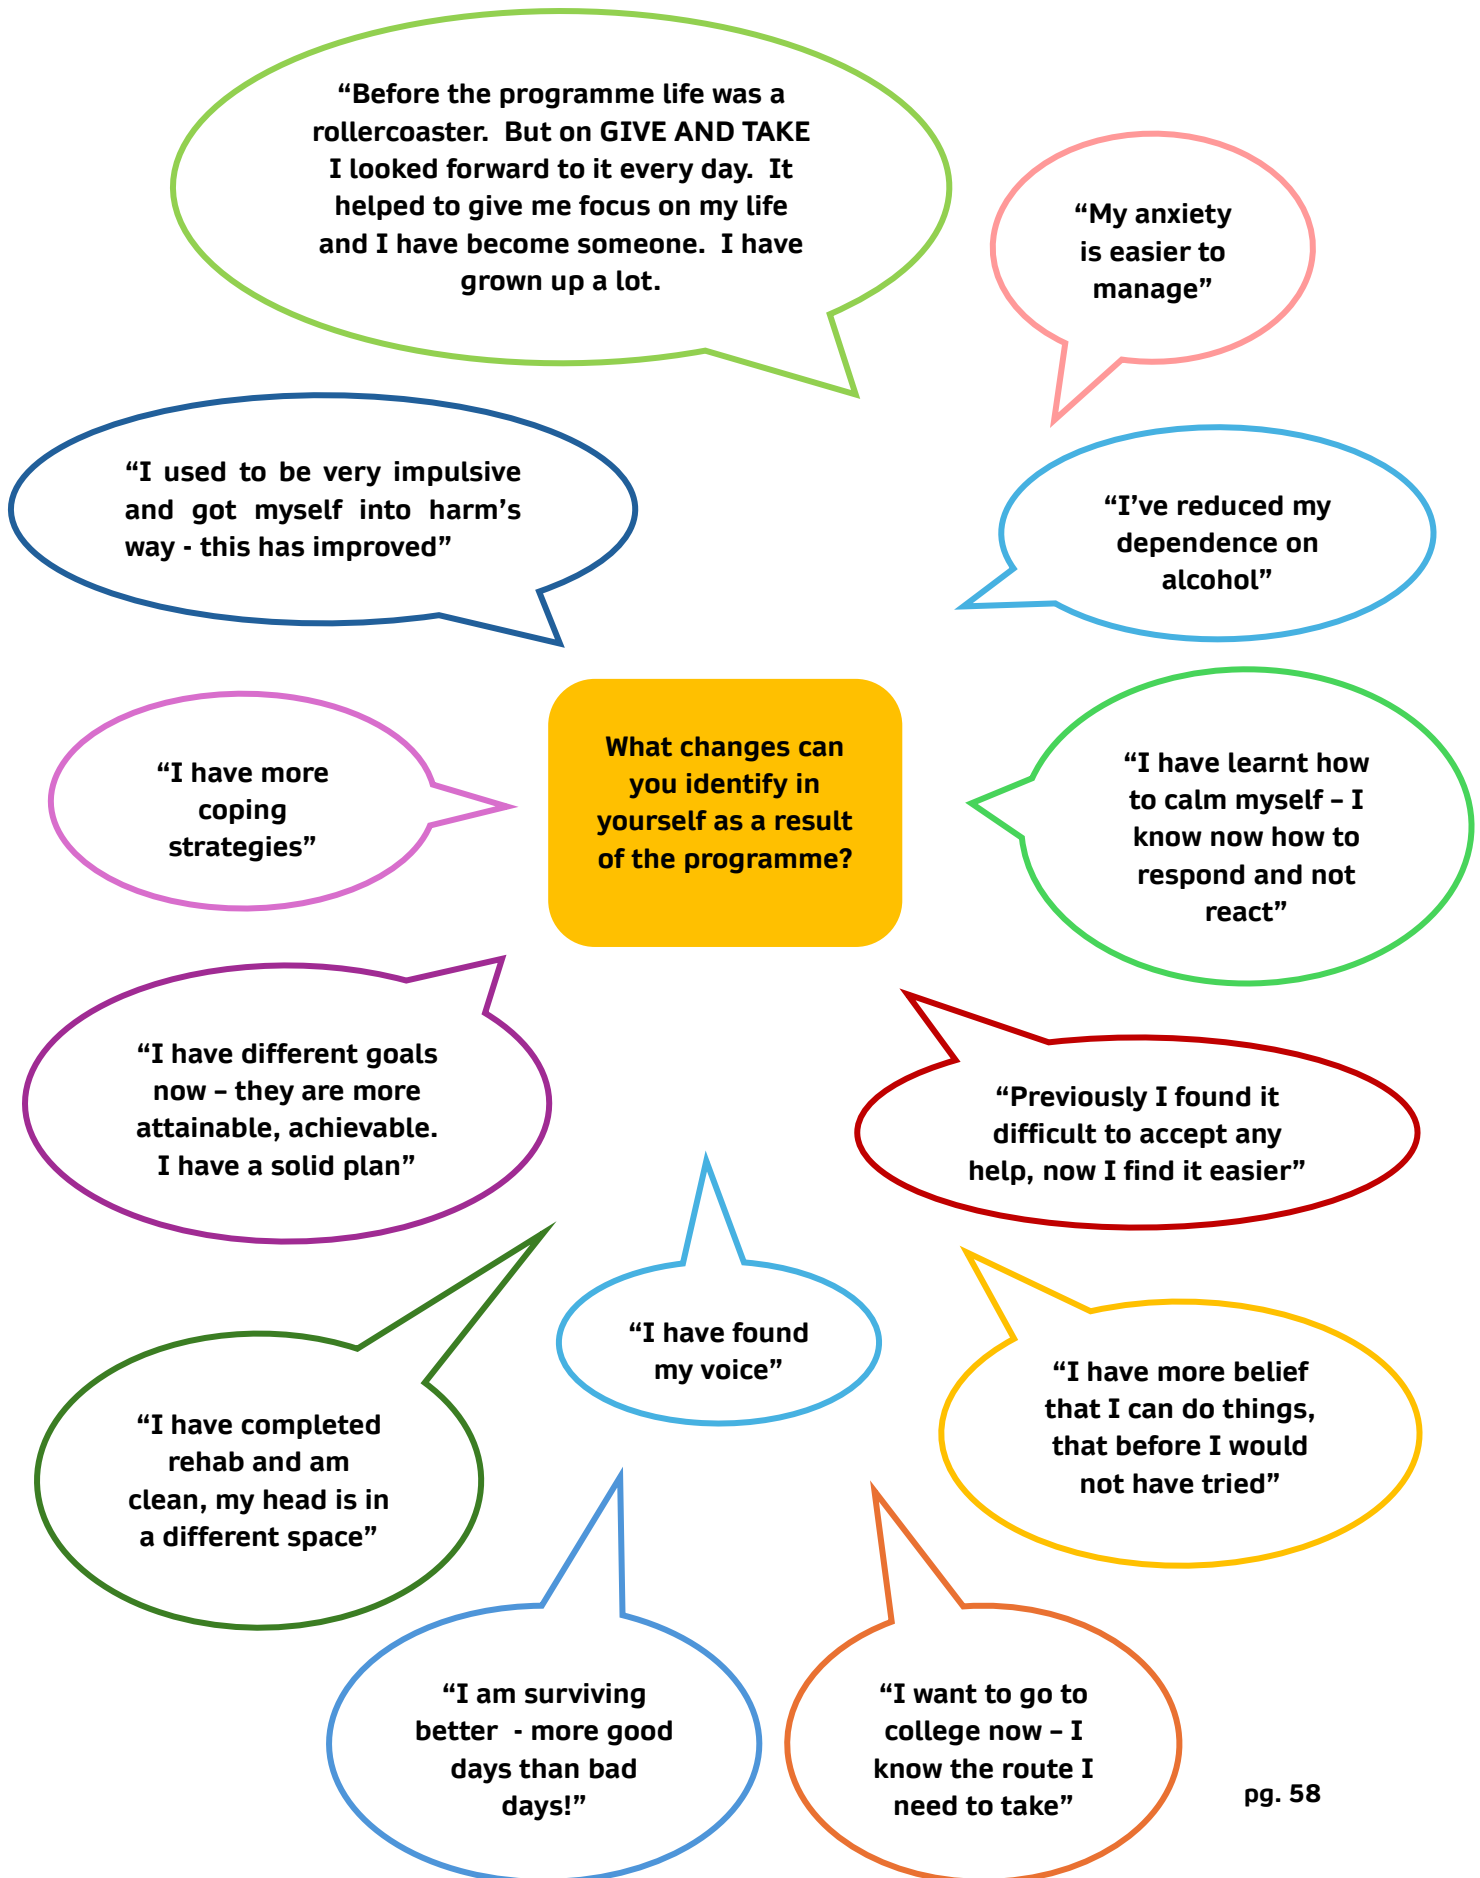 “Before the programme life was a
rollercoaster.  But on GIVE AND TAKE
I looked forward to it every day.  It
helped to give me focus on my life
and I have become someone.  I have
grown up a lot.
“My anxiety
is easier to
manage”
“I used to be very impulsive
and got myself into harm’s
way - this has improved”
“I’ve reduced my
dependence on
alcohol”
“I have more
coping
strategies”
What changes can
you identify in
yourself as a result
of the programme?
“I have learnt how
to calm myself – I
know now how to
respond and not
react”
“I have different goals
now – they are more
attainable, achievable.
I have a solid plan”
“Previously I found it
difficult to accept any
help, now I find it easier”
“I have found
my voice”
“I have more belief
that I can do things,
that before I would
not have tried”
“I have completed
rehab and am
clean, my head is in
a different space”
“I am surviving
better  - more good
days than bad
days!”
“I want to go to
college now – I
know the route I
need to take”
pg. 58